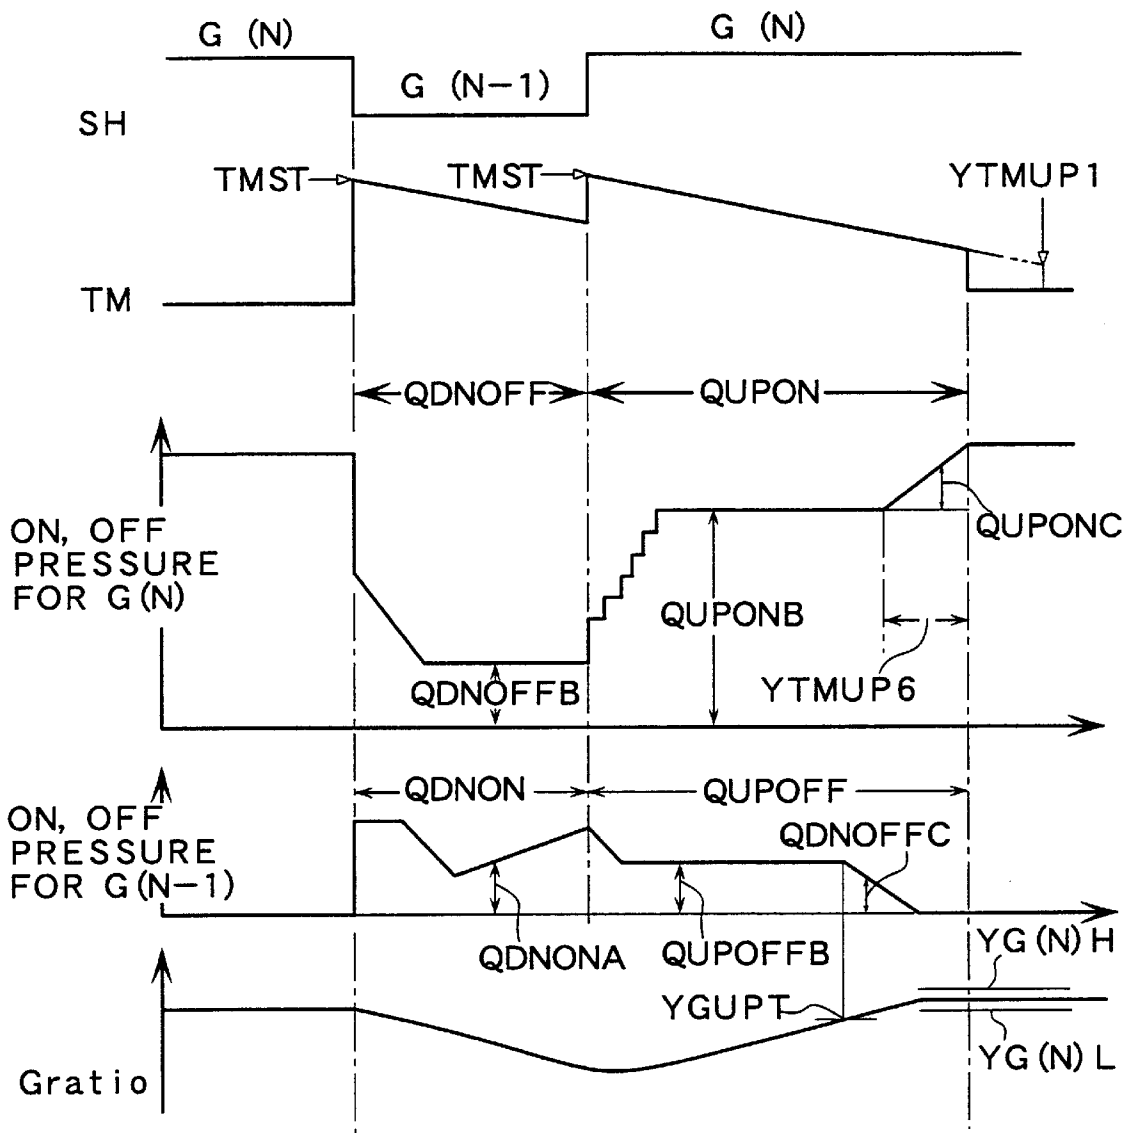 G (N)
G (N)
G (N-1)
SH
TMST
TMST
YTMUP1
TM
QDNOFF
QUPON
ON, OFF
PRESSURE
FOR G(N)
QUPONC
QUPONB
QDNOFFB
YTMUP6
QDNON
QUPOFF
ON, OFF
PRESSURE
FOR G(N-1)
QDNOFFC
QDNONA
QUPOFFB
YG(N)H
YGUPT
YG(N)L
Gratio